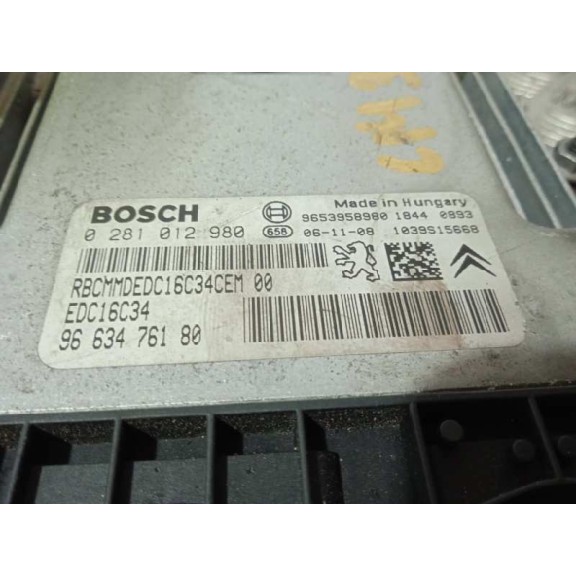 BOSCH
Made in Hungary
9653958980 1844 0893
0 281 012 980
658
06-11-08 1039S15668
RBCMMDEDC16C34CEM 00
EDC16C34
96 634 761 80